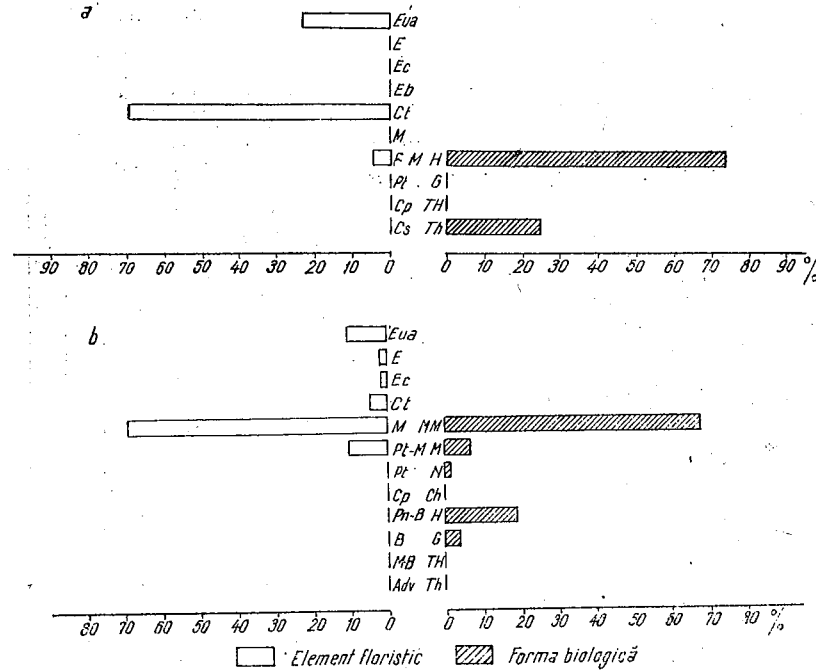 a
Eua
E
Ec
Eb
Ct
M
P M H
Pt G
Cp TH
Cs Th
90 80 70 60 50 40 30 20 10 0 0 10 20 30 40 50 60 70 80 90 %
b
Eua
E
Ec
Ct
M MM
Pt-M M
Pt N
Cp Ch
Pn-B H
B G
M-B TH
Adv Th
80 70 60 50 40 30 20 10 0 0 10 20 30 40 50 60 70 80 %
Element floristic Forma biologică